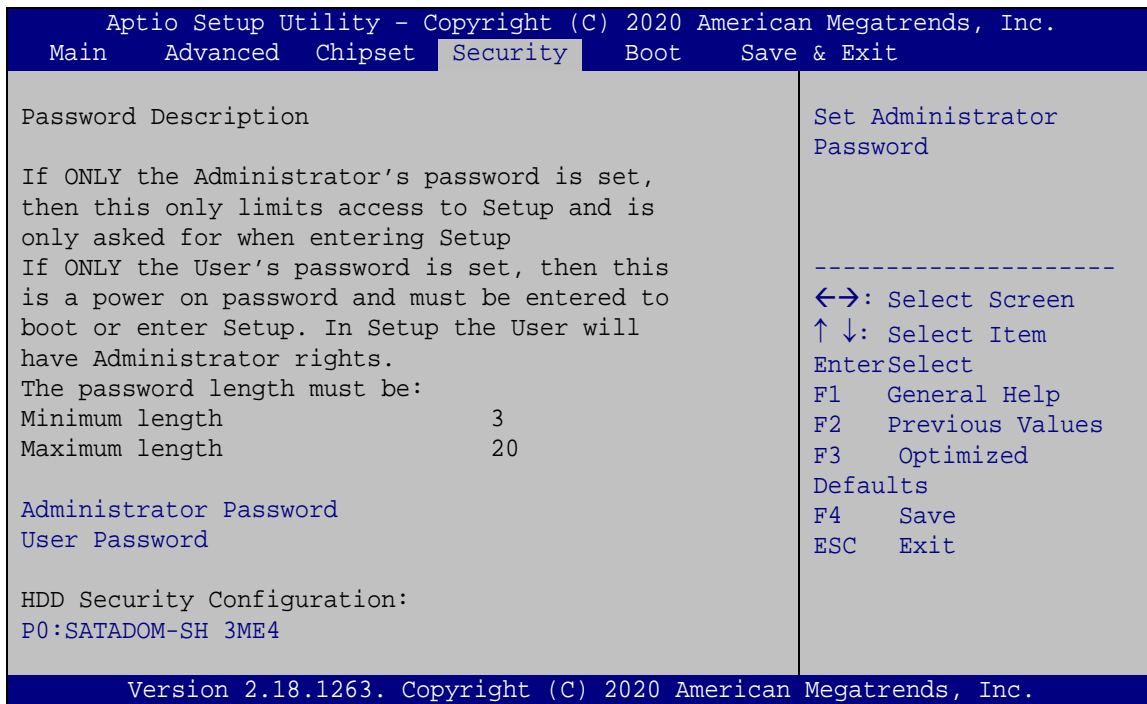 Aptio Setup Utility – Copyright (C) 2020 American Megatrends, Inc.
Main Advanced Chipset Security Boot Save & Exit
Password Description
If ONLY the Administrator’s password is set,
then this only limits access to Setup and is
only asked for when entering Setup
If ONLY the User’s password is set, then this
is a power on password and must be entered to
boot or enter Setup. In Setup the User will
have Administrator rights.
The password length must be:
Minimum length 3
Maximum length 20
Administrator Password
User Password
HDD Security Configuration:
P0:SATADOM-SH 3ME4
Set Administrator
Password
----------------------
←→: Select Screen
↑ ↓: Select Item
EnterSelect
F1 General Help
F2 Previous Values
F3 Optimized
Defaults
F4 Save
ESC Exit
Version 2.18.1263. Copyright (C) 2020 American Megatrends, Inc.